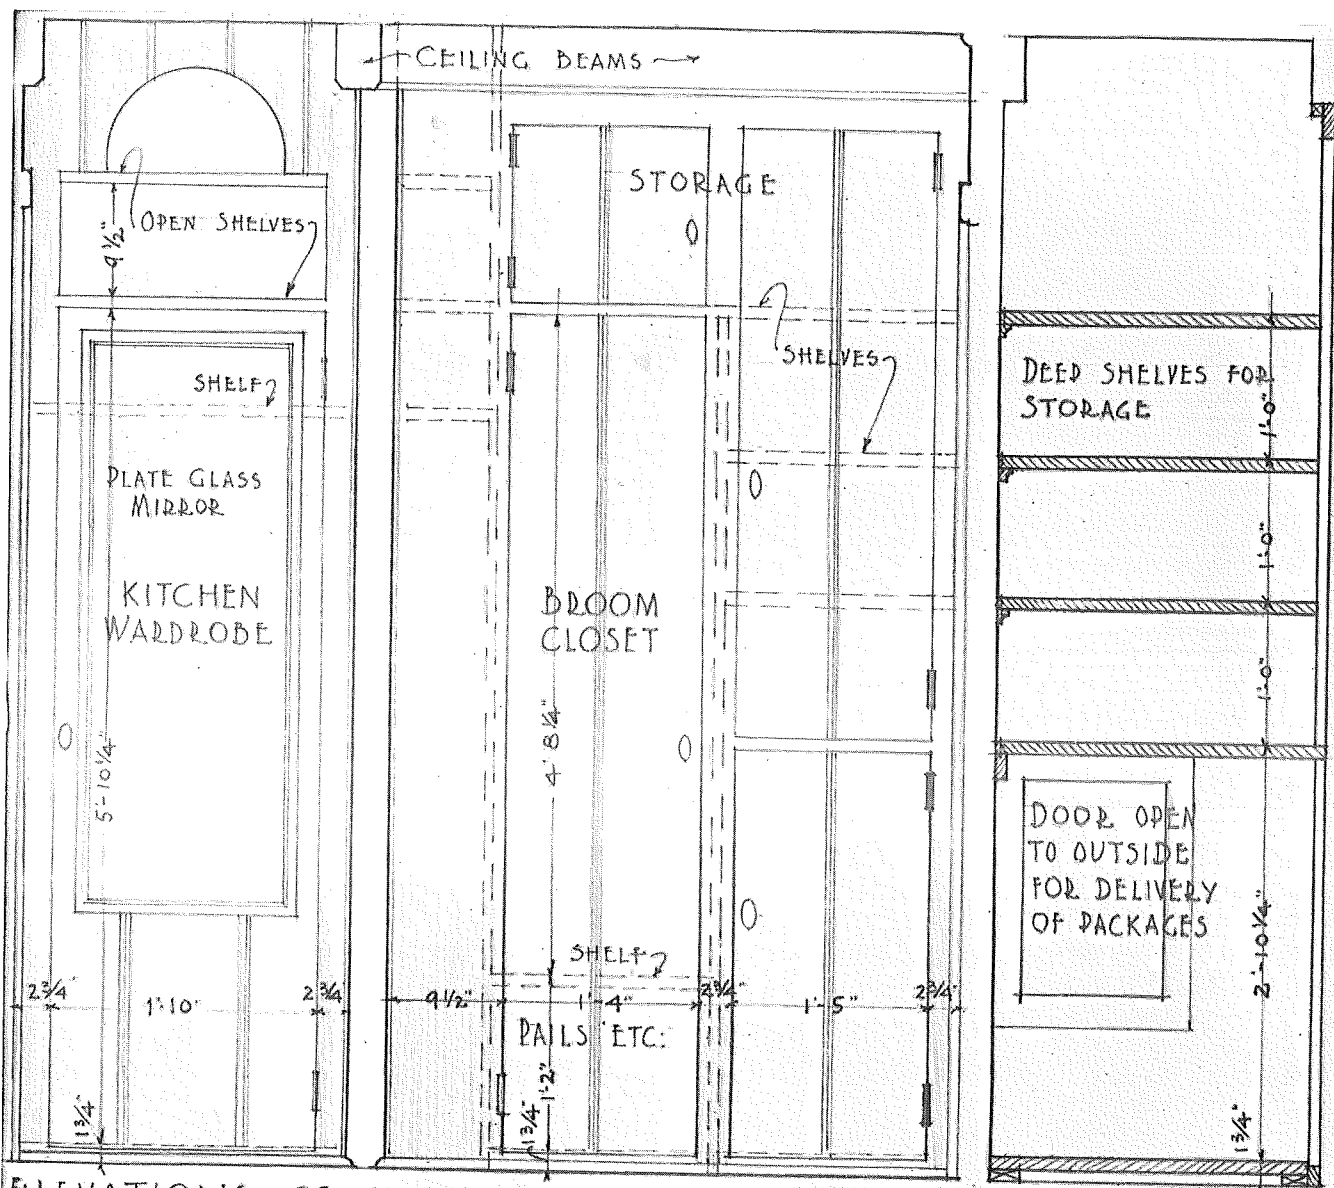 CEILING BEAMS
STORAGE
OPEN SHELVES
9½"
SHELVES
DEEP SHELVES FOR
STORAGE
1'-0"
SHELF
PLATE GLASS
MIRROR
KITCHEN
WARDROBE
BROOM
CLOSET
1'-0"
1'-0"
5'-10¼"
4' 8¼"
DOOR OPEN
TO OUTSIDE
FOR DELIVERY
OF PACKAGES
2'-10¼"
SHELF
2¾"
1'-10"
2¾"
9½"
1'-4"
2¾"
1'-5"
2¾"
PAILS ETC:
1'-2"
1¾"
1¾"
1¾"